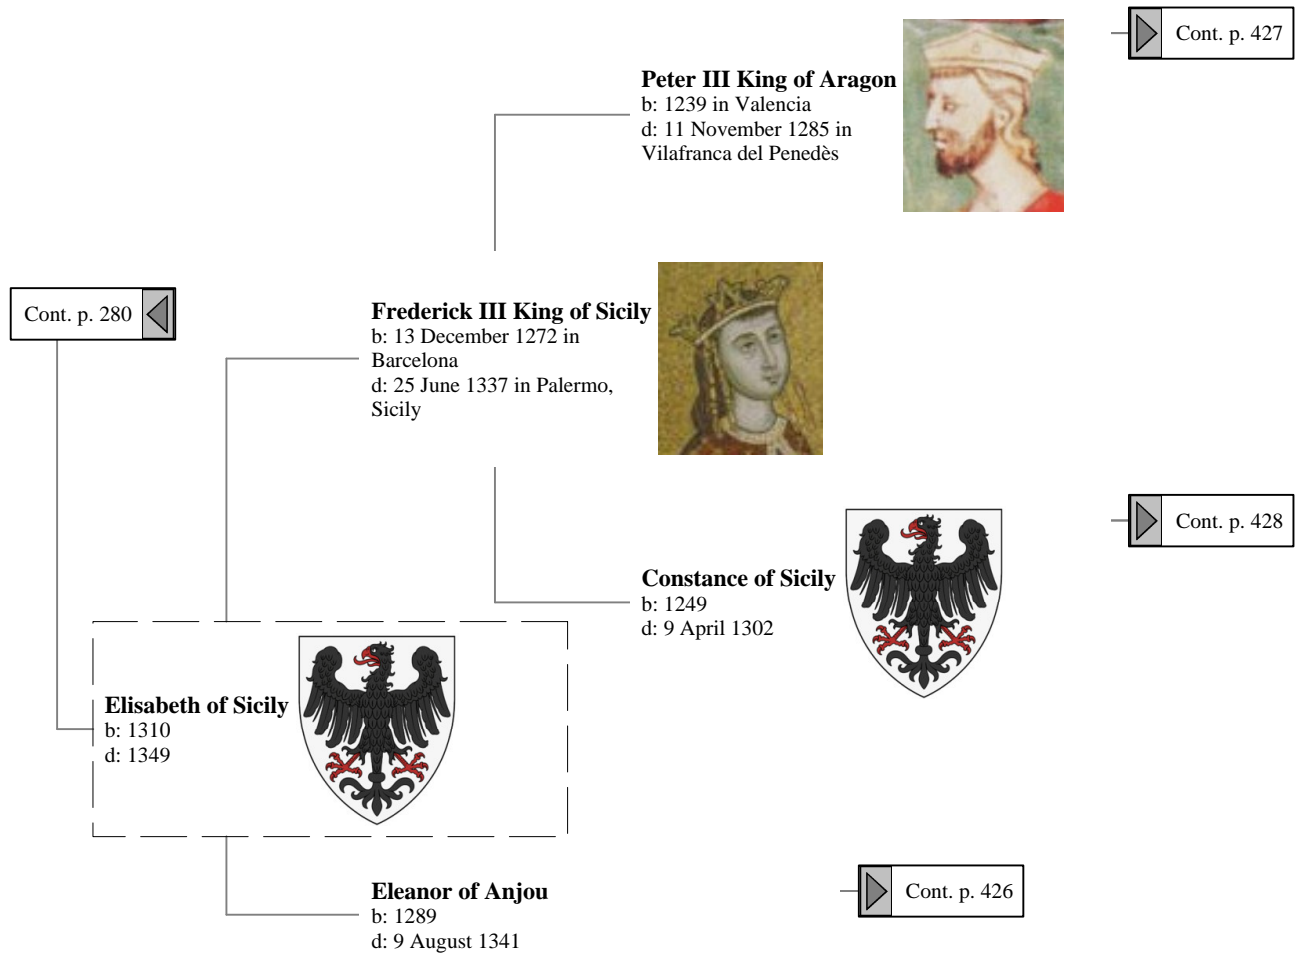 Cont. p. 427
Peter III King of Aragon
b: 1239 in Valencia
d: 11 November 1285 in
Vilafranca del Penedès
Cont. p. 280
Frederick III King of Sicily
b: 13 December 1272 in
Barcelona
d: 25 June 1337 in Palermo,
Sicily
Cont. p. 428
Constance of Sicily
b: 1249
d: 9 April 1302
Elisabeth of Sicily
b: 1310
d: 1349
Eleanor of Anjou
b: 1289
d: 9 August 1341
Cont. p. 426